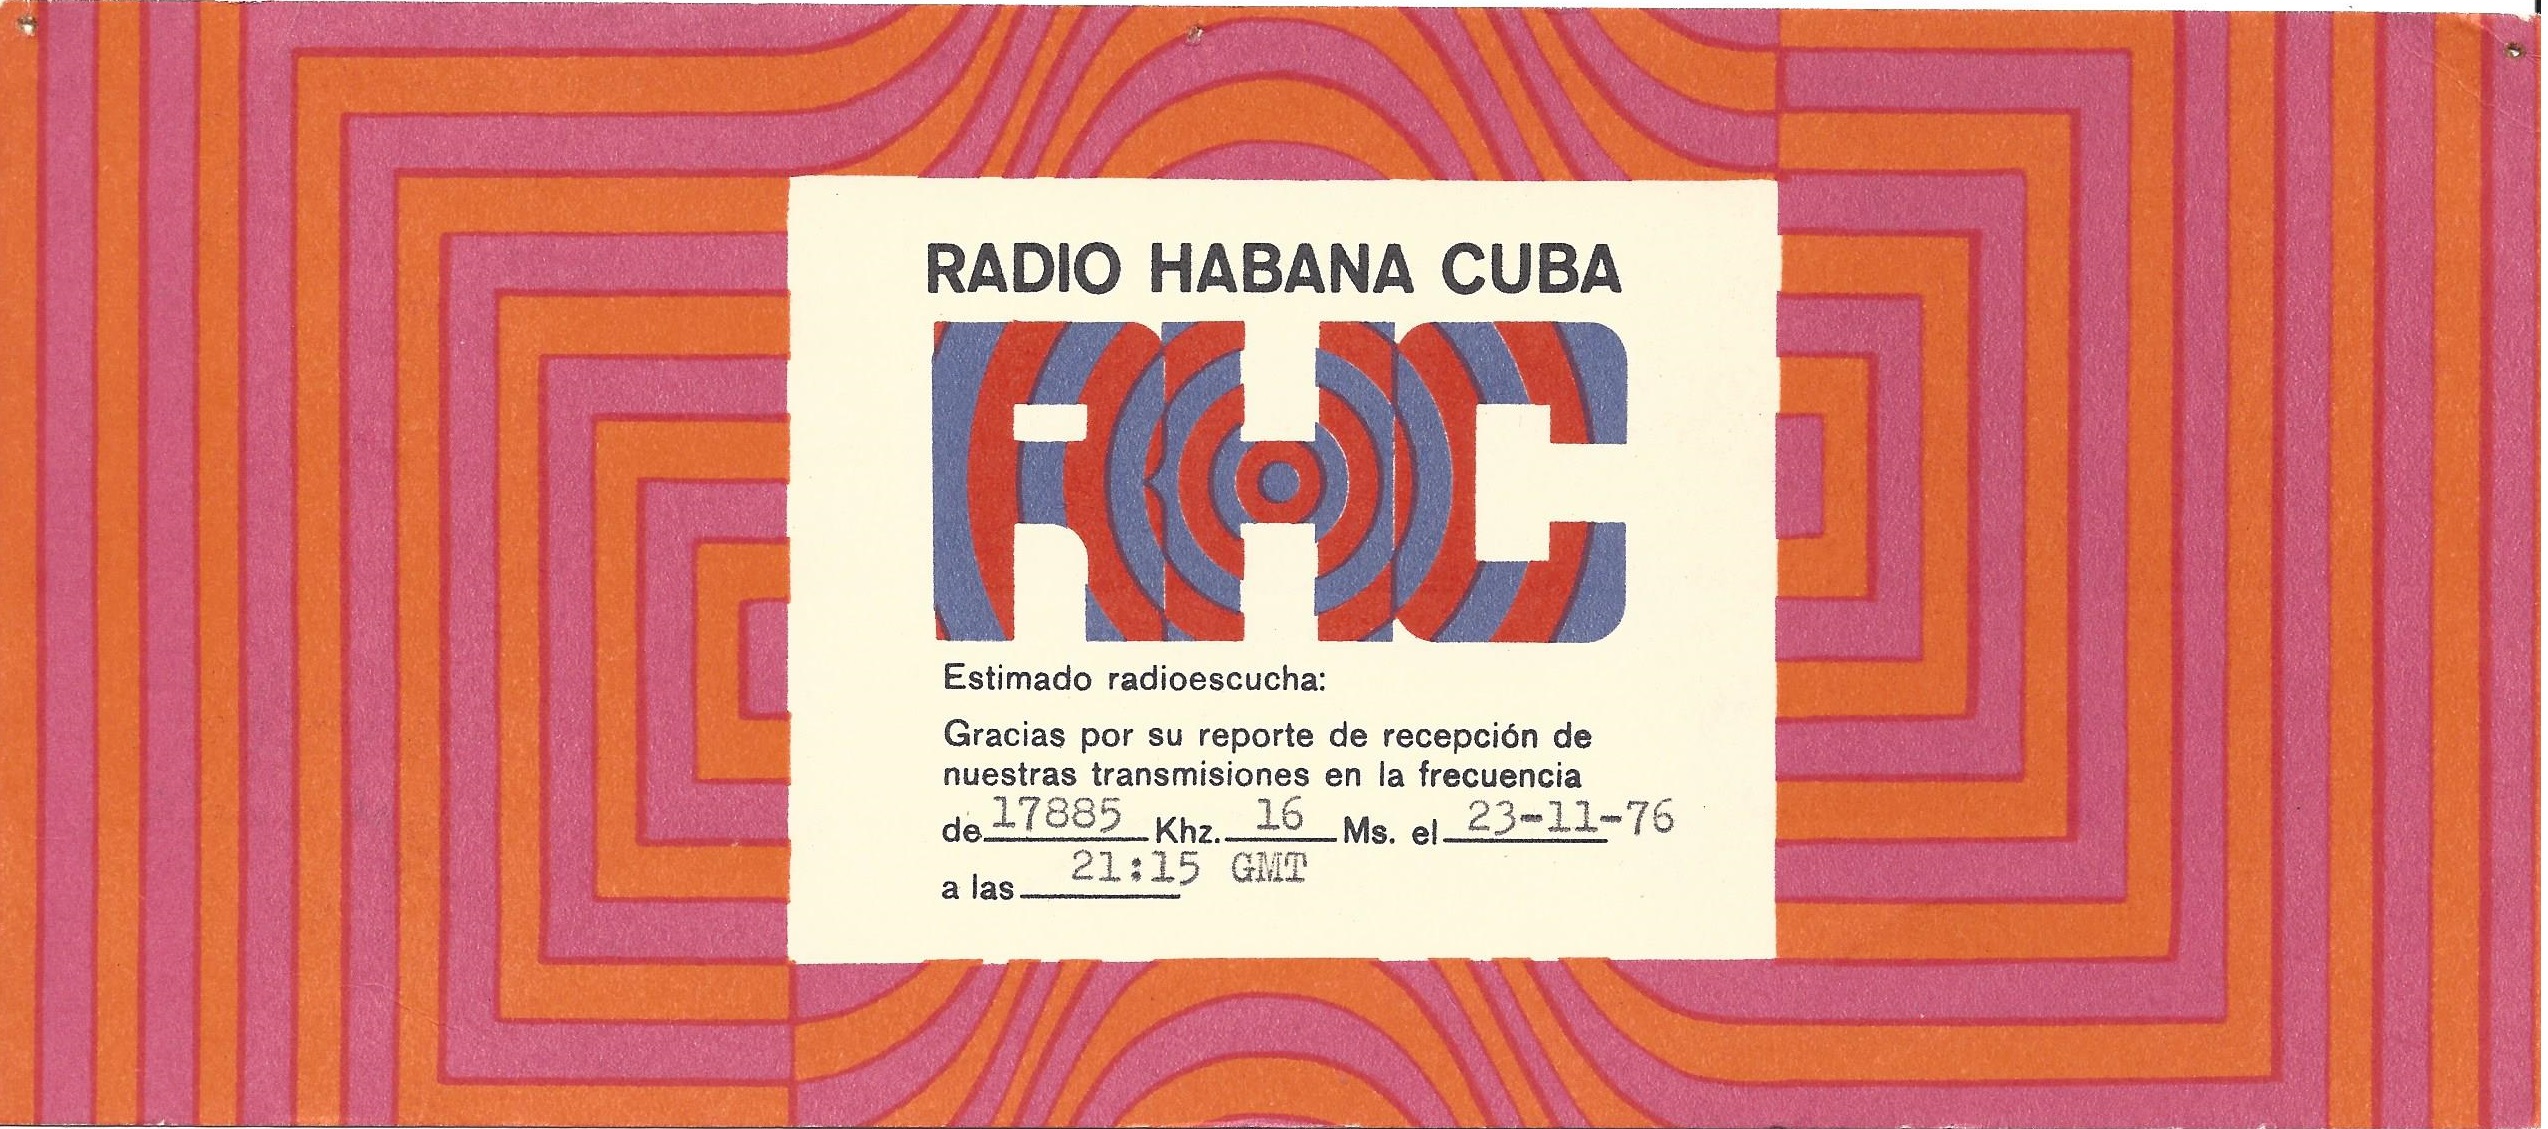 RADIO HABANA CUBA
RHC
Estimado radioescucha:
Gracias por su reporte de recepción de
nuestras transmisiones en la frecuencia
de 17885 Khz. 16 Ms. el 23-11-76
a las 21:15 GMT